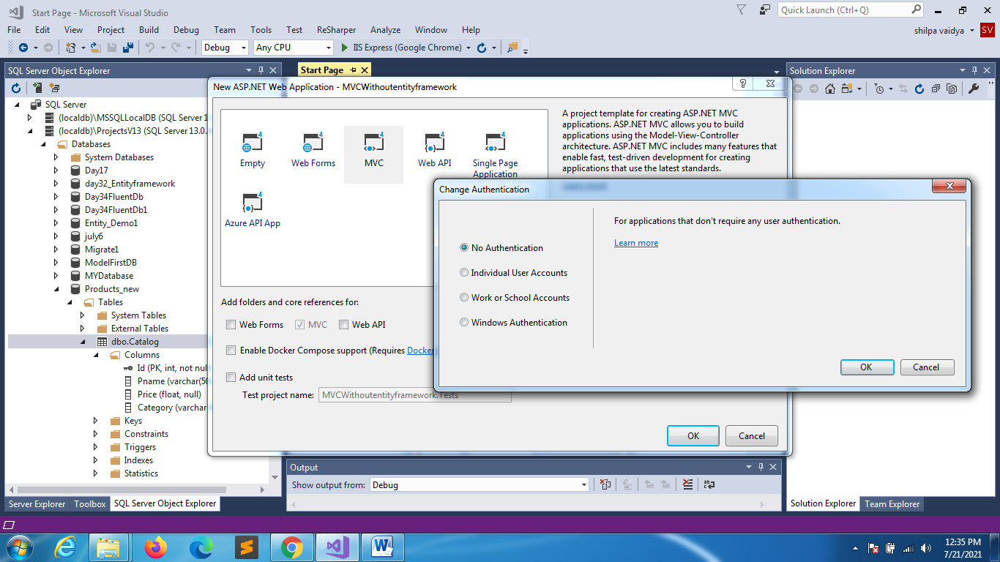 Start Page - Microsoft Visual Studio
Quick Launch (Ctrl+Q)
File Edit View Project Build Debug Team Tools Test ReSharper Analyze Window Help
shilpa vaidya SV
Debug Any CPU IIS Express (Google Chrome)
SQL Server Object Explorer
Start Page
Solution Explorer
SQL Server
(localdb)\MSSQLLocalDB (SQL Server 1
(localdb)\ProjectsV13 (SQL Server 13.0.
Databases
System Databases
Day17
day32_Entityframework
Day34FluentDb
Day34FluentDb1
Entity_Demo1
july6
Migrate1
ModelFirstDB
MYDatabase
Products_new
Tables
System Tables
External Tables
dbo.Catalog
Columns
Id (PK, int, not nul
Pname (varchar(50
Price (float, null)
Category (varchar
Keys
Constraints
Triggers
Indexes
Statistics
Server Explorer Toolbox SQL Server Object Explorer
New ASP.NET Web Application - MVCWithoutentityframework
Empty
Web Forms
MVC
Web API
Single Page
Application
Azure API App
A project template for creating ASP.NET MVC
applications. ASP.NET MVC allows you to build
applications using the Model-View-Controller
architecture. ASP.NET MVC includes many features that
enable fast, test-driven development for creating
applications that use the latest standards.
Add folders and core references for:
Web Forms MVC Web API
Enable Docker Compose support (Requires Docker
Add unit tests
Test project name: MVCWithoutentityframework.Tests
OK Cancel
Change Authentication
No Authentication
Individual User Accounts
Work or School Accounts
Windows Authentication
For applications that don't require any user authentication.
Learn more
OK Cancel
Output
Show output from: Debug
Solution Explorer Team Explorer
12:35 PM
7/21/2021